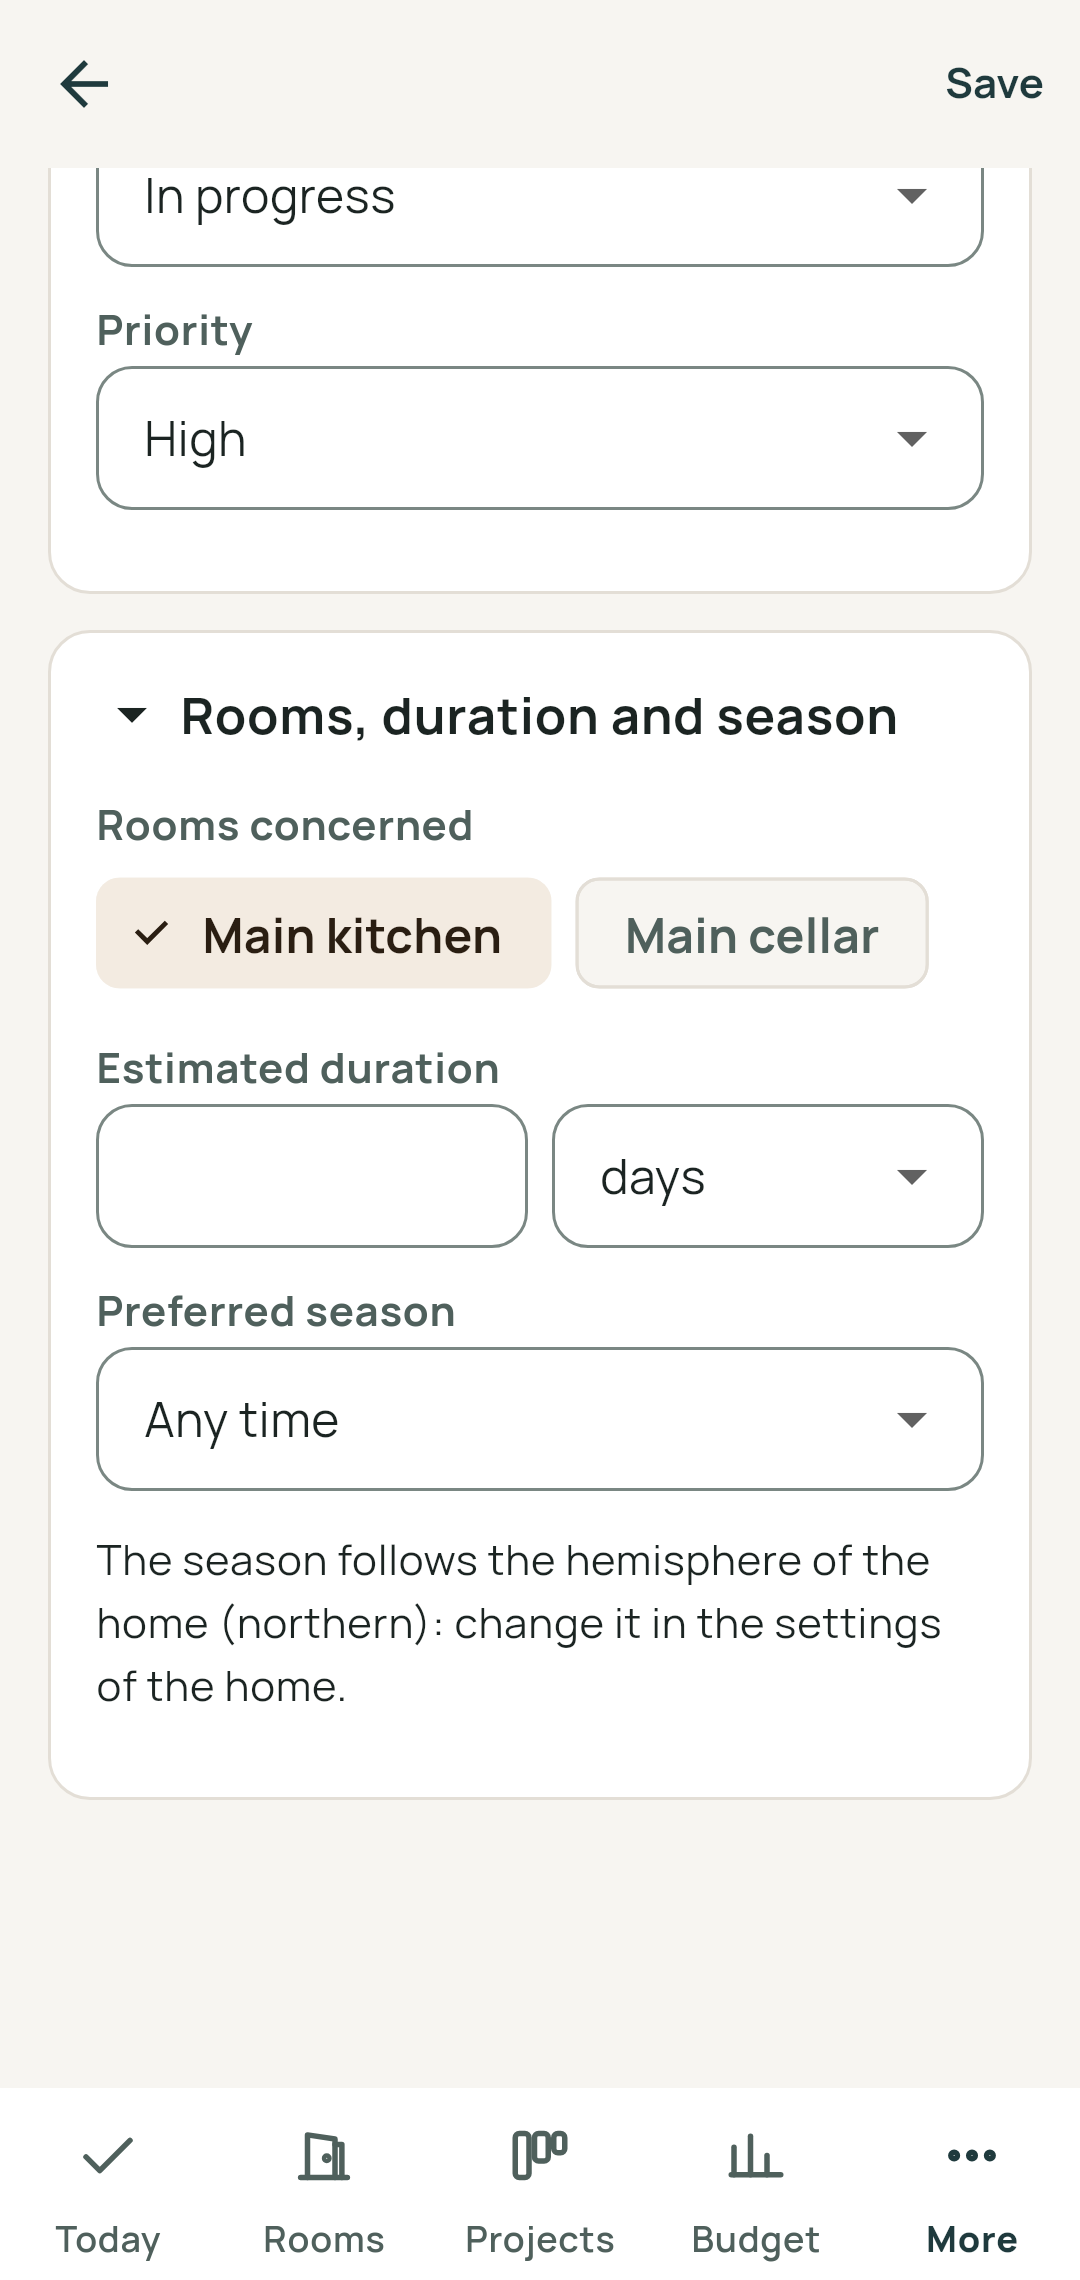 Save
In progress
Priority
High
Rooms, duration and season
Rooms concerned
Main kitchen
Main cellar
Estimated duration
days
Preferred season
Any time
The season follows the hemisphere of the
home (northern): change it in the settings
of the home.
Today
Rooms
Projects
Budget
More